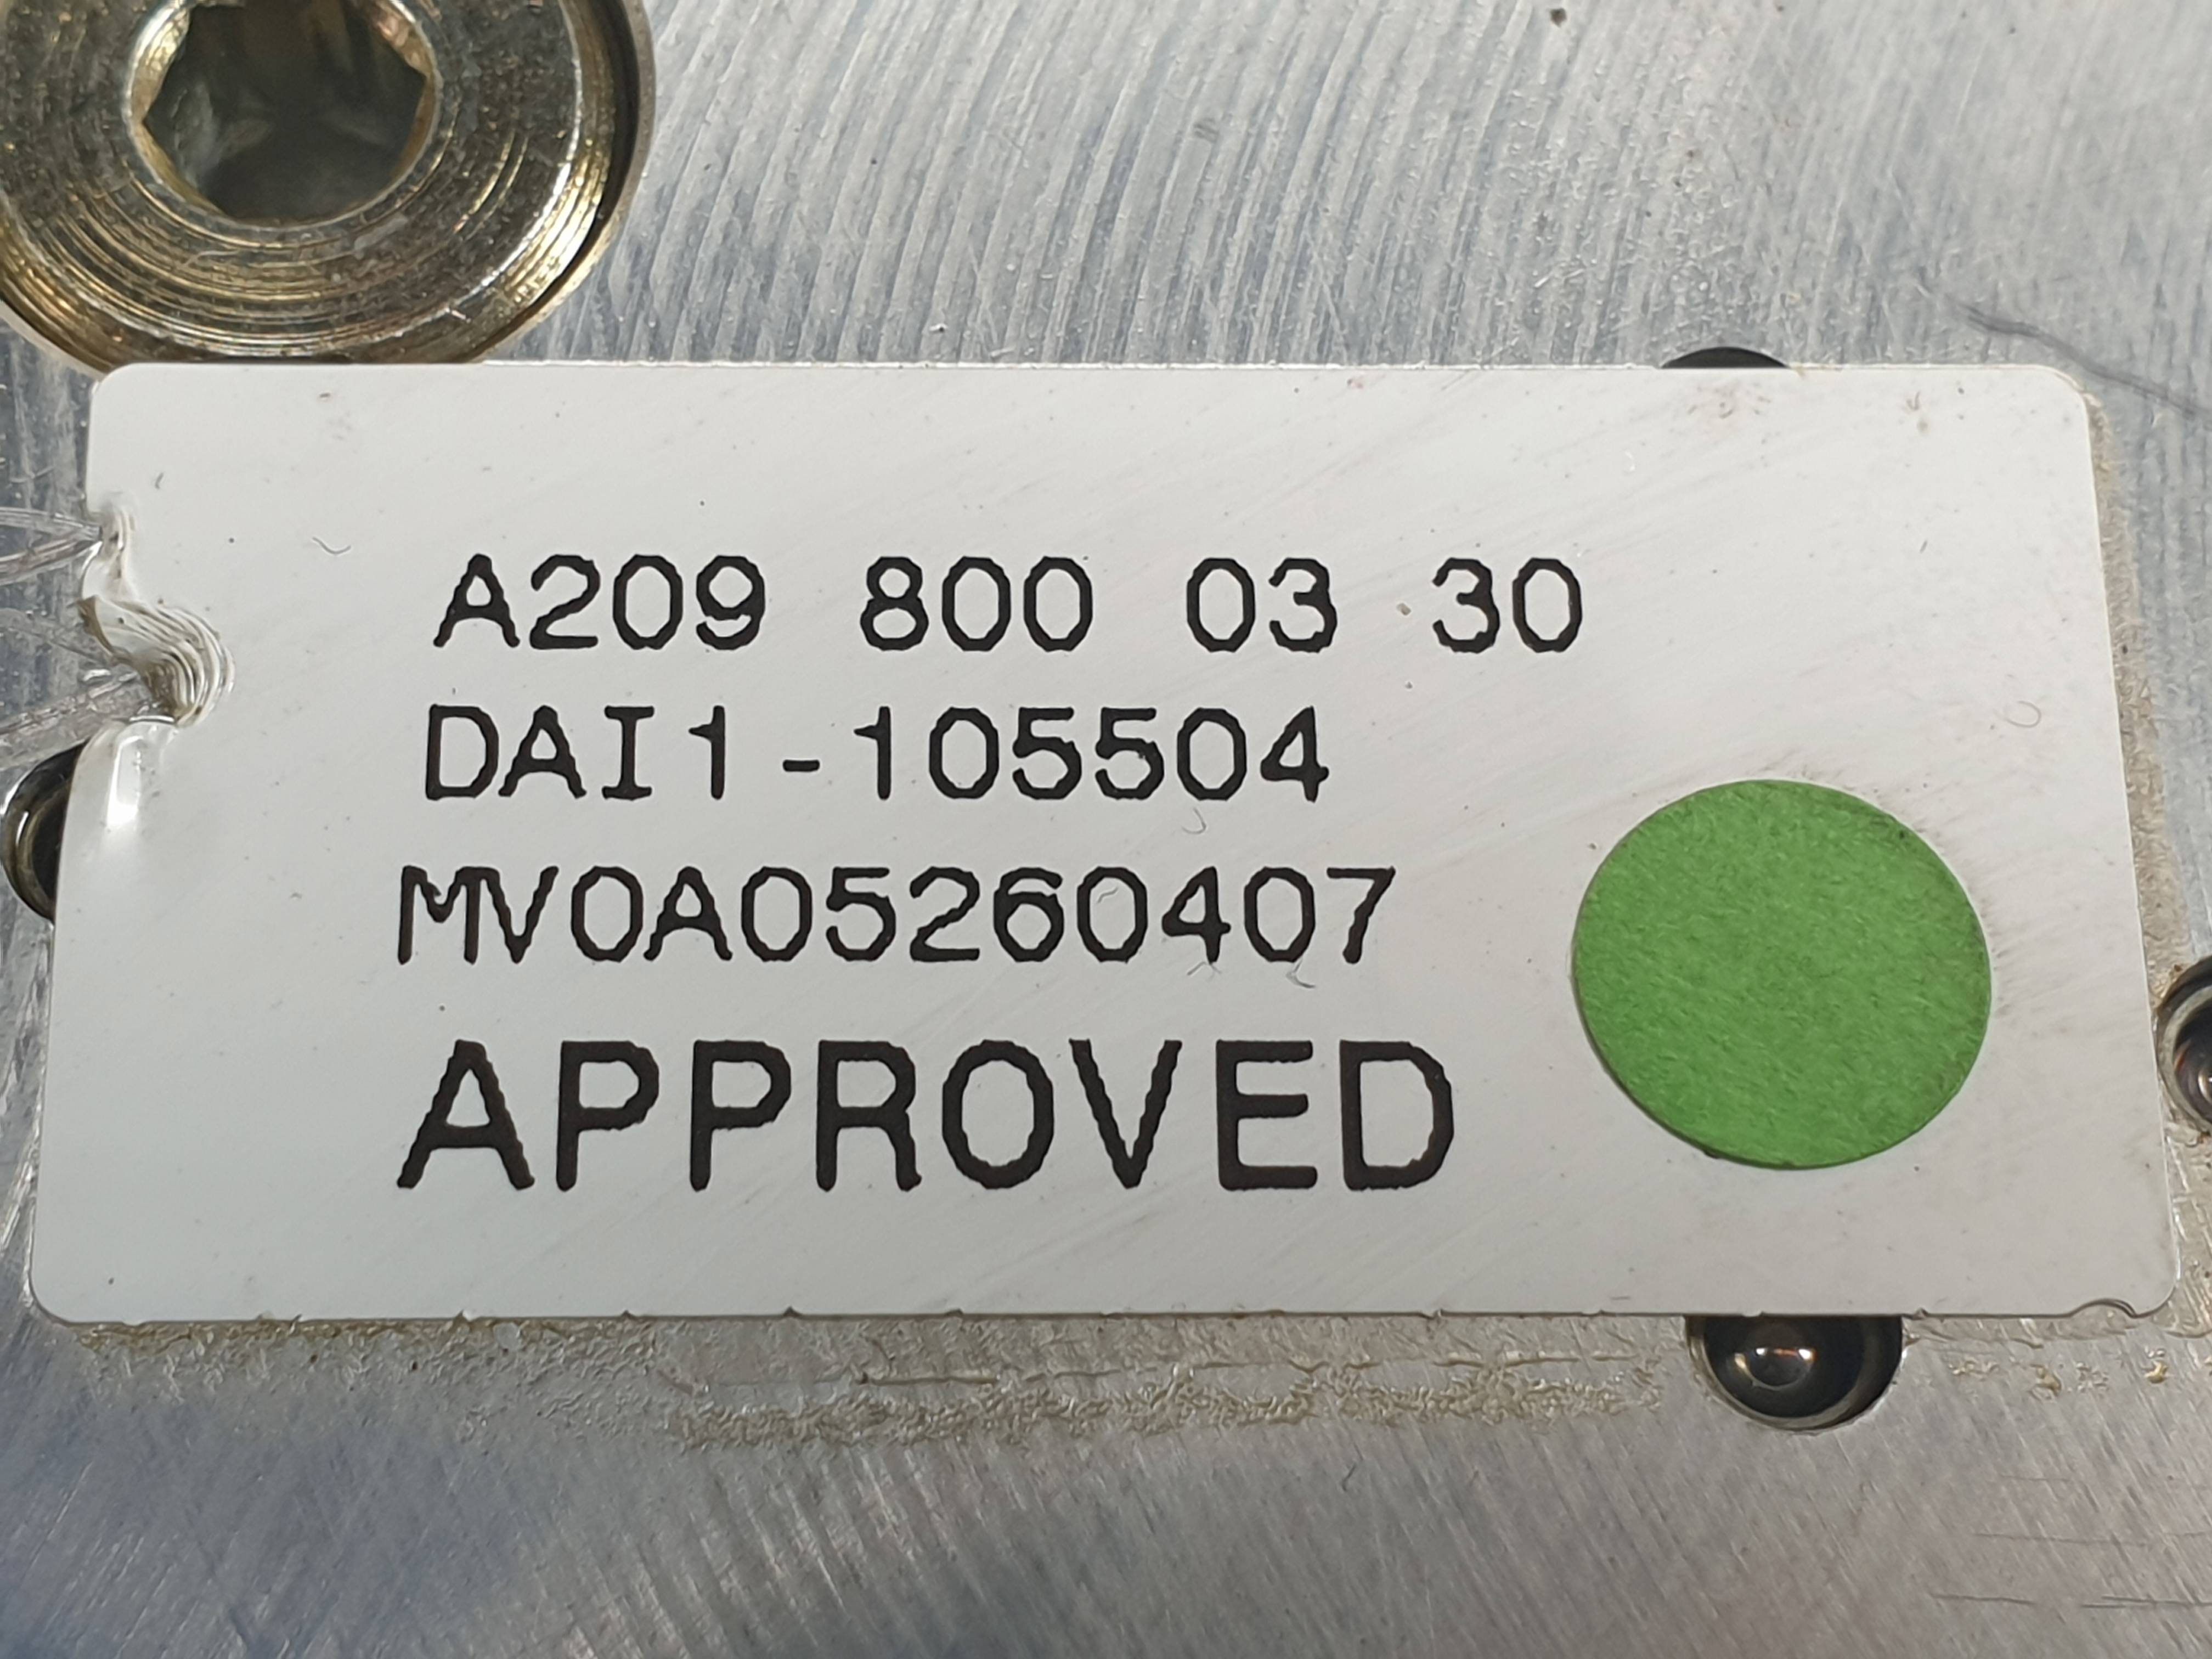 A209 800 03 30
DAI1-105504
MV0A05260407
APPROVED